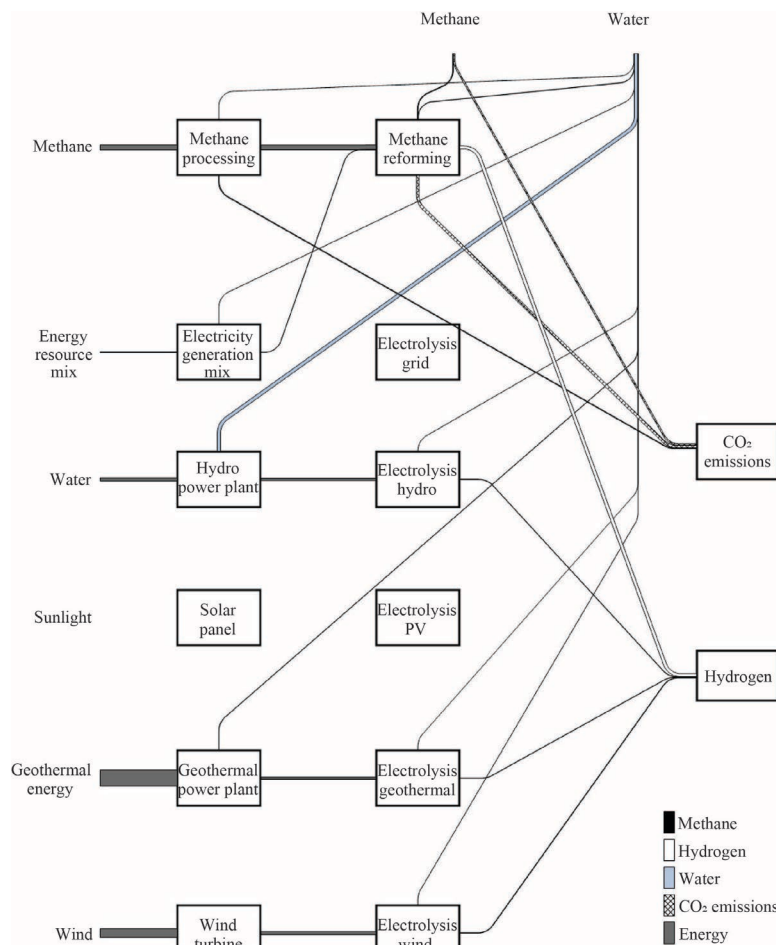 Methane Water
Methane
Methane
processing
Methane
reforming
Energy
resource
mix
Electricity
generation
mix
Electrolysis
grid
CO₂
emissions
Water
Hydro
power plant
Electrolysis
hydro
Sunlight
Solar
panel
Electrolysis
PV
Hydrogen
Geothermal
energy
Geothermal
power plant
Electrolysis
geothermal
Wind
Wind
turbine
Electrolysis
wind
Methane
Hydrogen
Water
CO₂ emissions
Energy